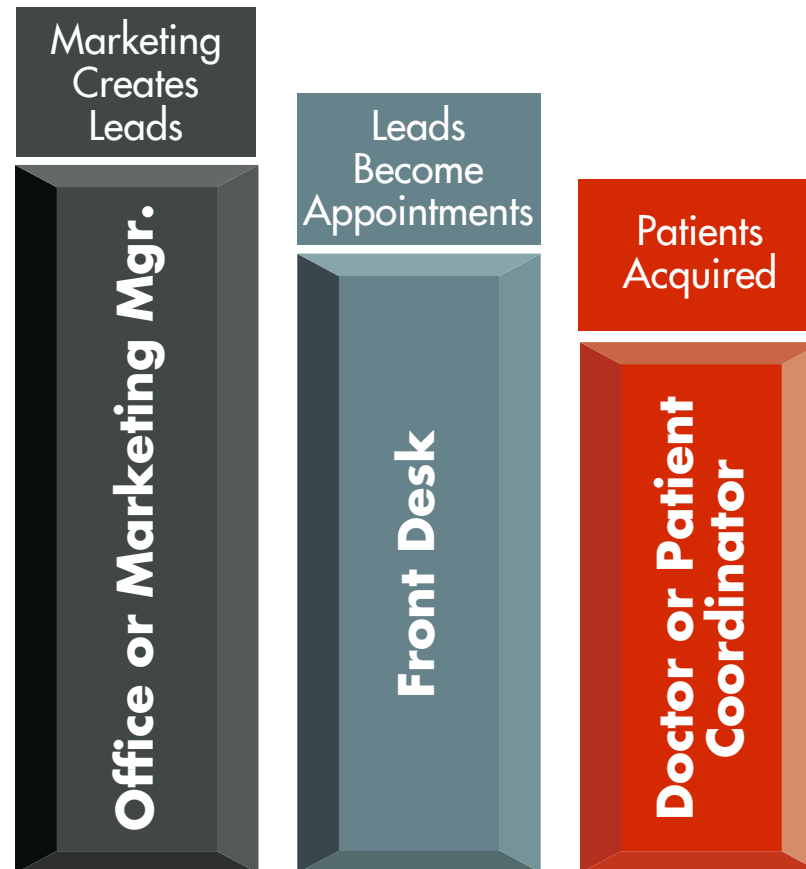 Marketing
Creates
Leads
Office or Marketing Mgr.
Leads
Become
Appointments
Front Desk
Patients
Acquired
Doctor or Patient
Coordinator